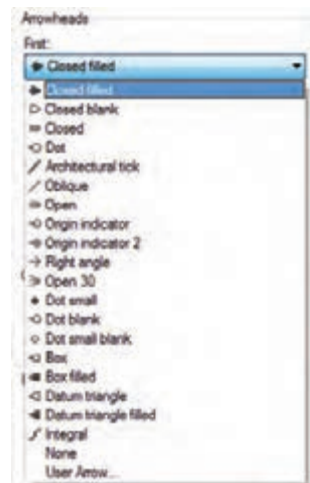 Arrowheads
First:
Closed filled
Closed filled
Closed blank
Closed
Dot
Architectural tick
Oblique
Open
Origin indicator
Origin indicator 2
Right angle
Open 30
Dot small
Dot blank
Dot small blank
Box
Box filled
Datum triangle
Datum triangle filled
Integral
None
User Arrow...